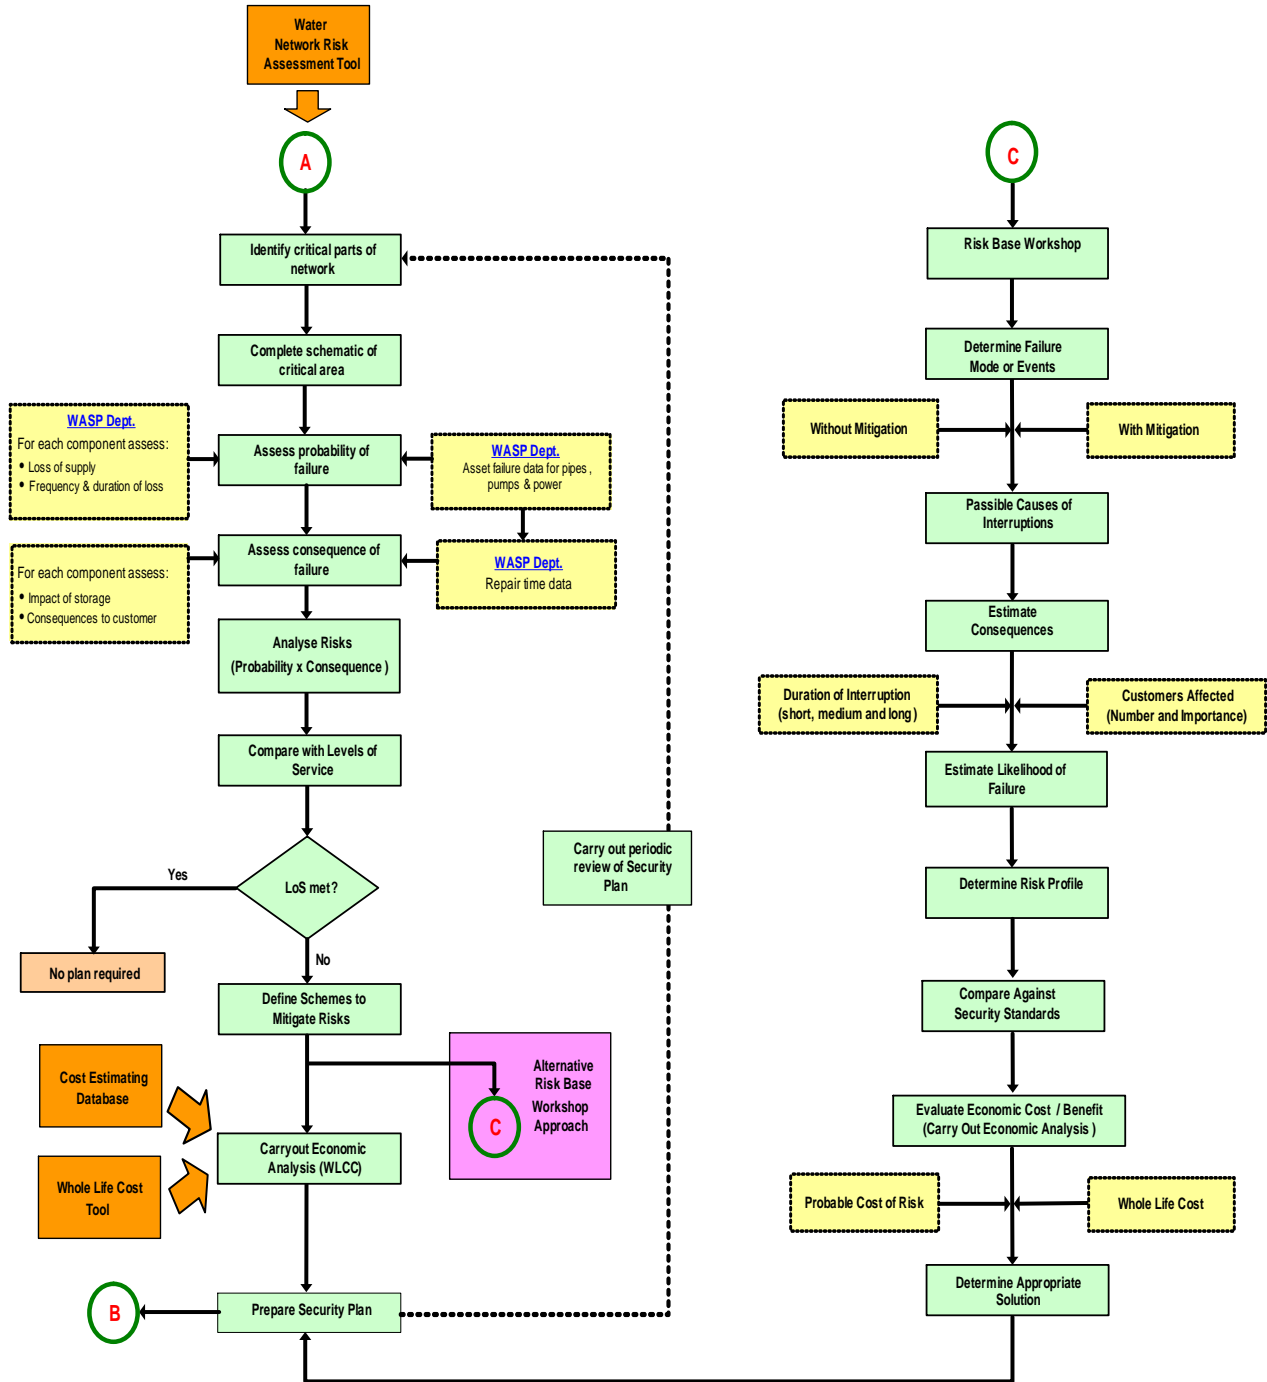 Water
Network Risk
Assessment Tool
A
Identify critical parts of
network
Complete schematic of
critical area
WASP Dept.
For each component assess:
• Loss of supply
• Frequency & duration of loss
Assess probability of
failure
WASP Dept.
Asset failure data for pipes ,
pumps & power
For each component assess:
• Impact of storage
• Consequences to customer
Assess consequence of
failure
WASP Dept.
Repair time data
Analyse Risks
(Probability x Consequence )
Compare with Levels of
Service
LoS met?
Yes
No plan required
No
Define Schemes to
Mitigate Risks
Carry out periodic
review of Security
Plan
Cost Estimating
Database
Whole Life Cost
Tool
Carryout Economic
Analysis (WLCC)
Alternative
Risk Base
Workshop
Approach
C
Prepare Security Plan
B
C
Risk Base Workshop
Determine Failure
Mode or Events
Without Mitigation
With Mitigation
Passible Causes of
Interruptions
Estimate
Consequences
Duration of Interruption
(short, medium and long )
Customers Affected
(Number and Importance)
Estimate Likelihood of
Failure
Determine Risk Profile
Compare Against
Security Standards
Evaluate Economic Cost / Benefit
(Carry Out Economic Analysis )
Probable Cost of Risk
Whole Life Cost
Determine Appropriate
Solution